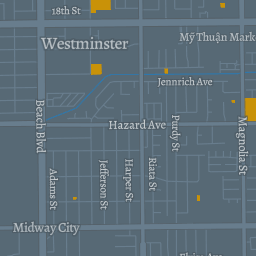 18th St
Westminster
Mỹ Thuận Marke
Jennrich Ave
Beach Blvd
Hazard Ave
Purdy St
Magnolia St
Adams St
Jefferson St
Harper St
Riata St
Midway City